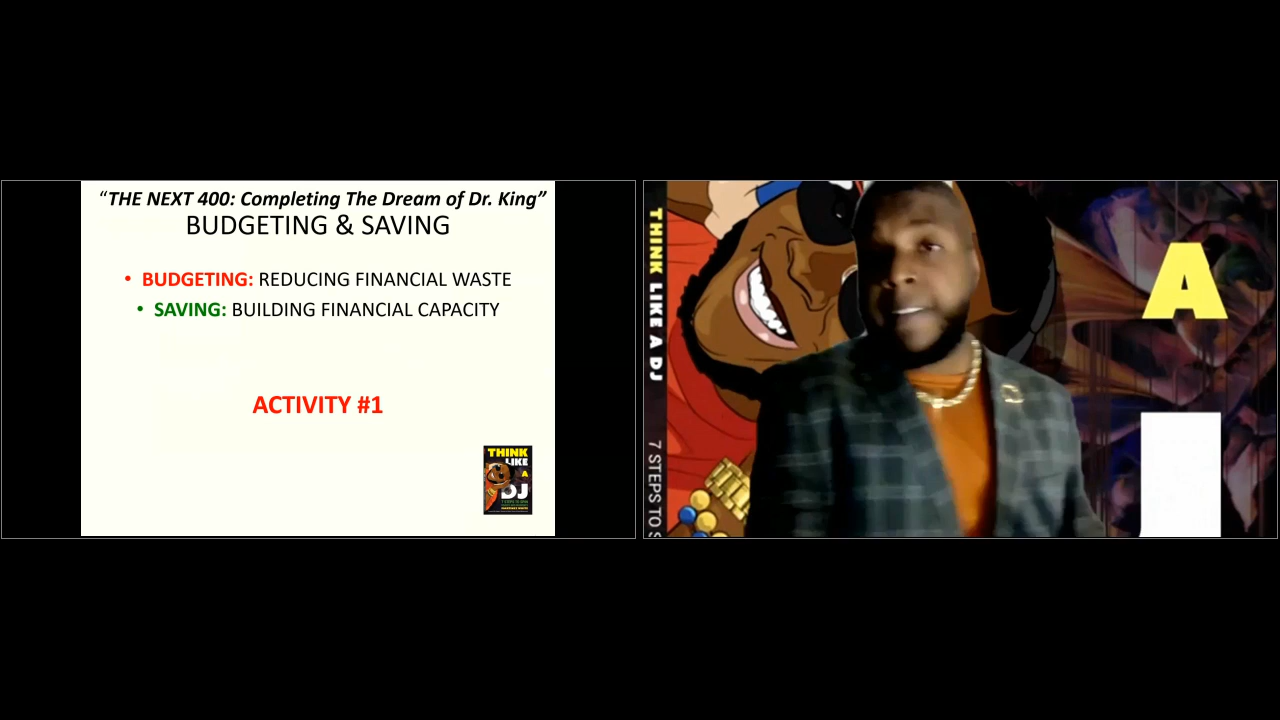 “THE NEXT 400: Completing The Dream of Dr. King”
BUDGETING & SAVING
• BUDGETING: REDUCING FINANCIAL WASTE
• SAVING: BUILDING FINANCIAL CAPACITY
ACTIVITY #1
THINK
LIKE
A
DJ
THINK LIKE A DJ
7 STEPS TO
A